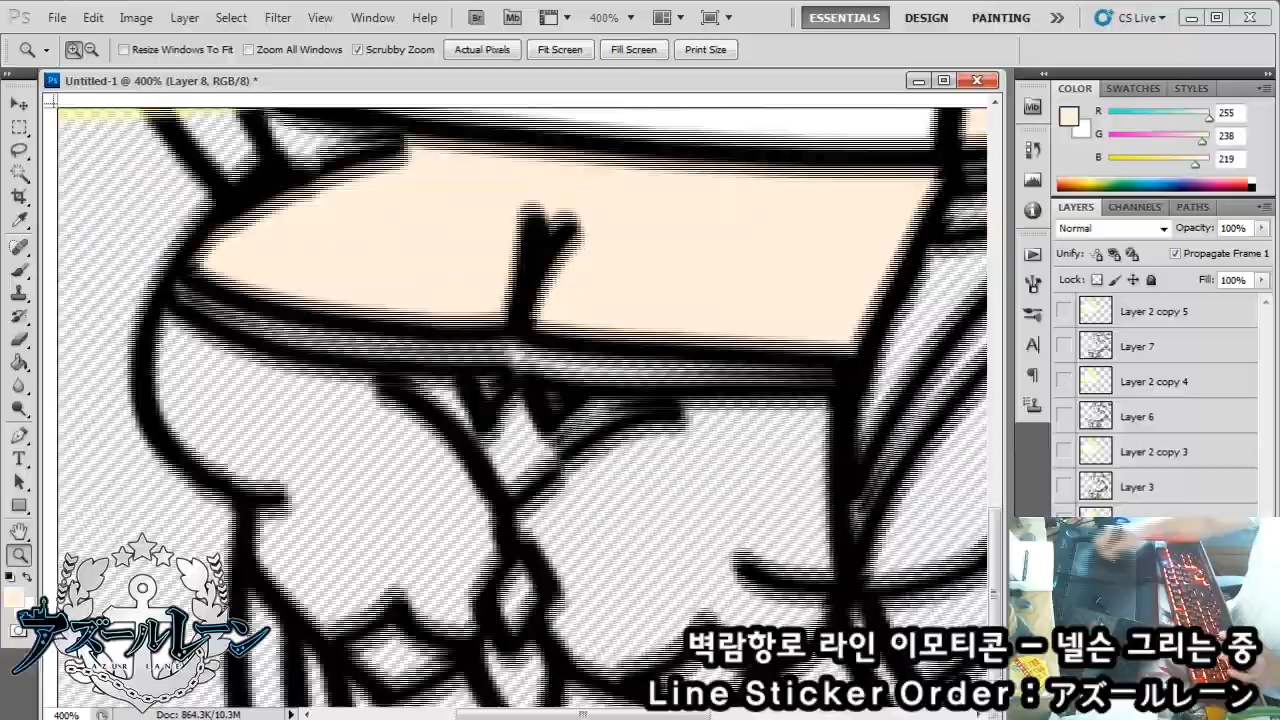 Ps File Edit Image Layer Select Filter View Window Help Br Mb 400% ESSENTIALS DESIGN PAINTING CS Live
Resize Windows To Fit Zoom All Windows Scrubby Zoom Actual Pixels Fit Screen Fill Screen Print Size
Ps Untitled-1 @ 400% (Layer 8, RGB/8) *
COLOR SWATCHES STYLES
R 255
G 238
B 219
LAYERS CHANNELS PATHS
Normal Opacity: 100%
Unify: Propagate Frame 1
Lock: Fill: 100%
Layer 2 copy 5
Layer 7
Layer 2 copy 4
Layer 6
Layer 2 copy 3
Layer 3
アズールレーン
AZUR LANE
벽람항로 라인 이모티콘 - 넬슨 그리는 중
Line Sticker Order : アズールレーン
400% Doc: 864.3K/10.3M